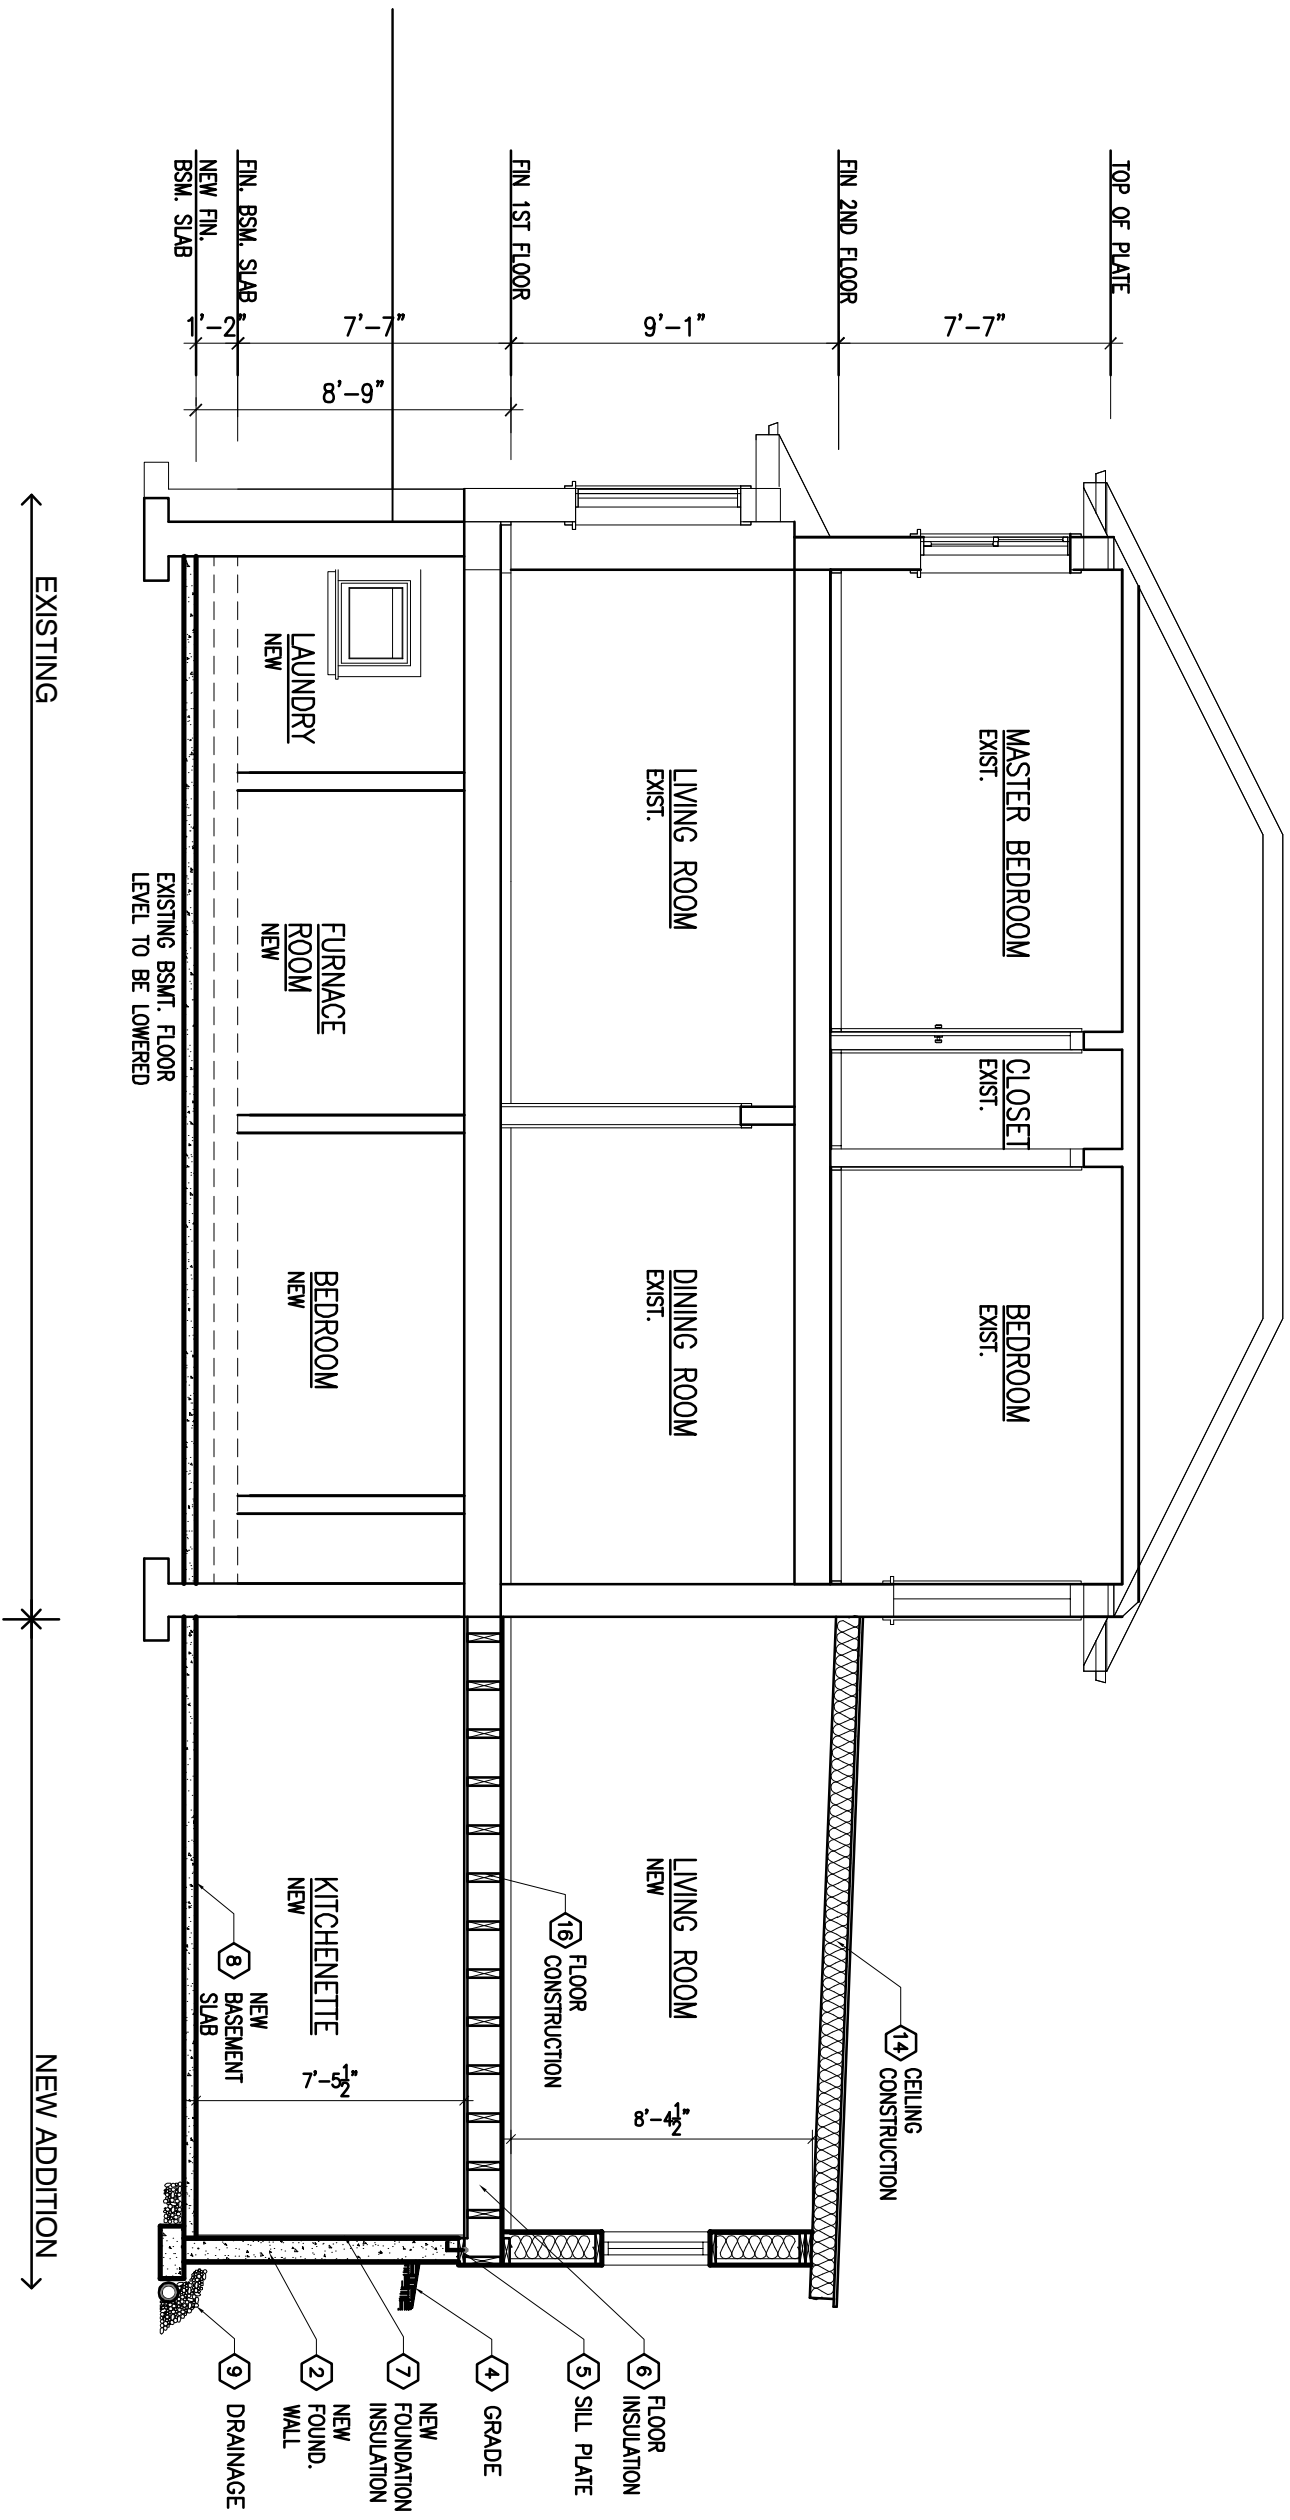 TOP OF PLATE
7'-7"
FIN 2ND FLOOR
9'-1"
FIN 1ST FLOOR
7'-7"
8'-9"
FIN. BSM. SLAB
1'-2"
NEW FIN.
BSM. SLAB
MASTER BEDROOM
EXIST.
CLOSET
EXIST.
BEDROOM
EXIST.
LIVING ROOM
EXIST.
DINING ROOM
EXIST.
LIVING ROOM
NEW
14 CEILING
CONSTRUCTION
8'-4 1/2"
16 FLOOR
CONSTRUCTION
LAUNDRY
NEW
FURNACE
ROOM
NEW
BEDROOM
NEW
KITCHENETTE
NEW
7'-5 1/2"
8 NEW
BASEMENT
SLAB
6 FLOOR
INSULATION
5 SILL PLATE
4 GRADE
7 NEW
FOUNDATION
INSULATION
2 NEW
FOUND.
WALL
9 DRAINAGE
EXISTING BSMT. FLOOR
LEVEL TO BE LOWERED
EXISTING
NEW ADDITION